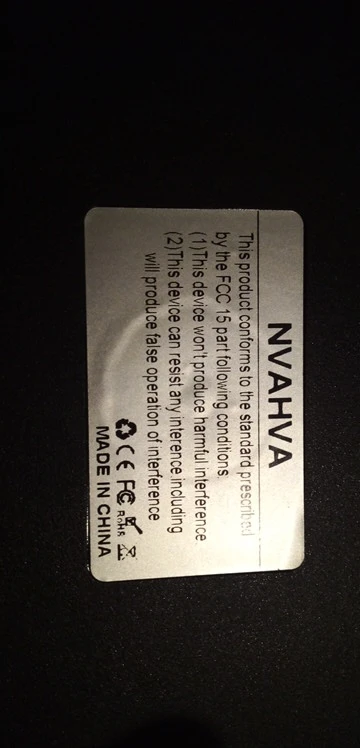 NVAHVA
This product conforms to the standard prescribed
by the FCC 15 part following conditions.
(1)This device won't produce harmful interference
(2)This device can resist any interence including
will produce false operation of interference
CE FC RoHS
MADE IN CHINA